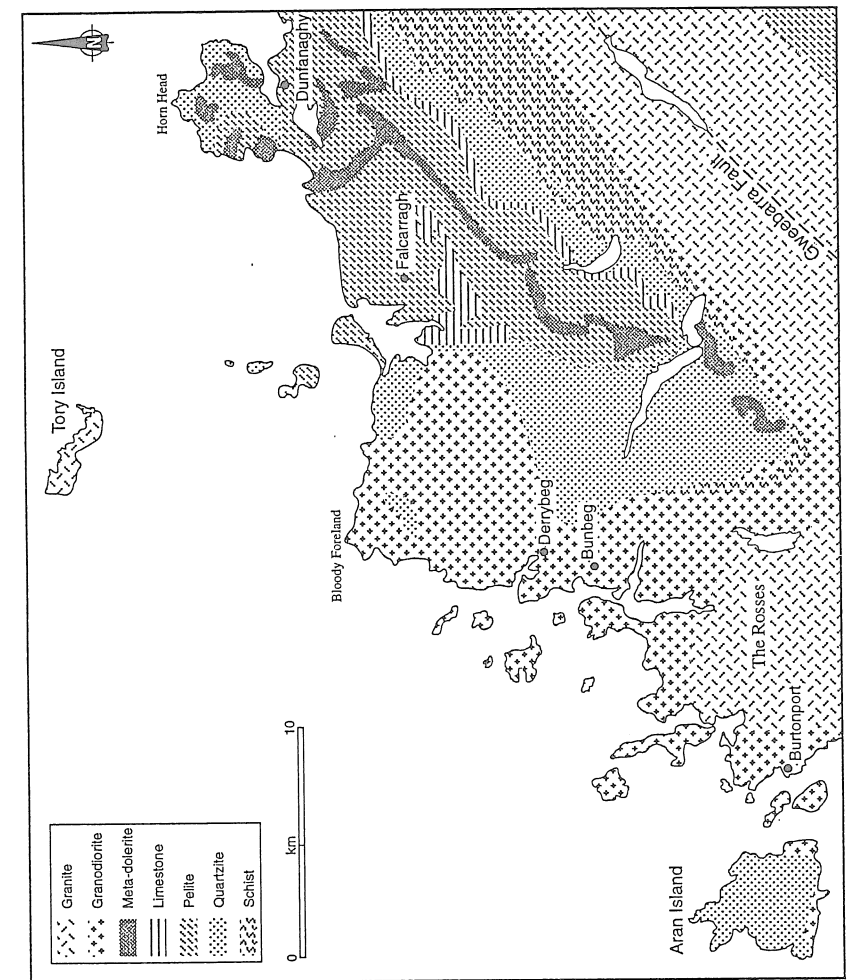 N
Horn Head
Dunfanaghy
Tory Island
Falcarragh
Gweebarra Fault
Bloody Foreland
Derrybeg
Bunbeg
The Rosses
Burtonport
Aran Island
0
km
10
Granite
Granodiorite
Meta-dolerite
Limestone
Pelite
Quartzite
Schist